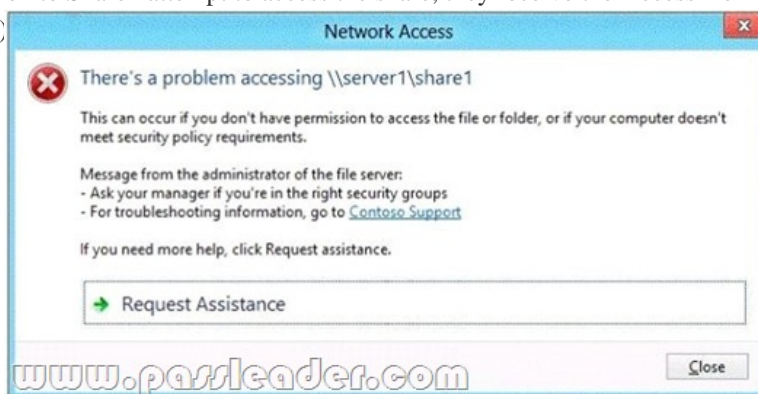 Network Access
There's a problem accessing \\server1\share1
This can occur if you don't have permission to access the file or folder, or if your computer doesn't
meet security policy requirements.
Message from the administrator of the file server:
- Ask your manager if you're in the right security groups
- For troubleshooting information, go to Contoso Support
If you need more help, click Request assistance.
Request Assistance
Close
www.passleader.com